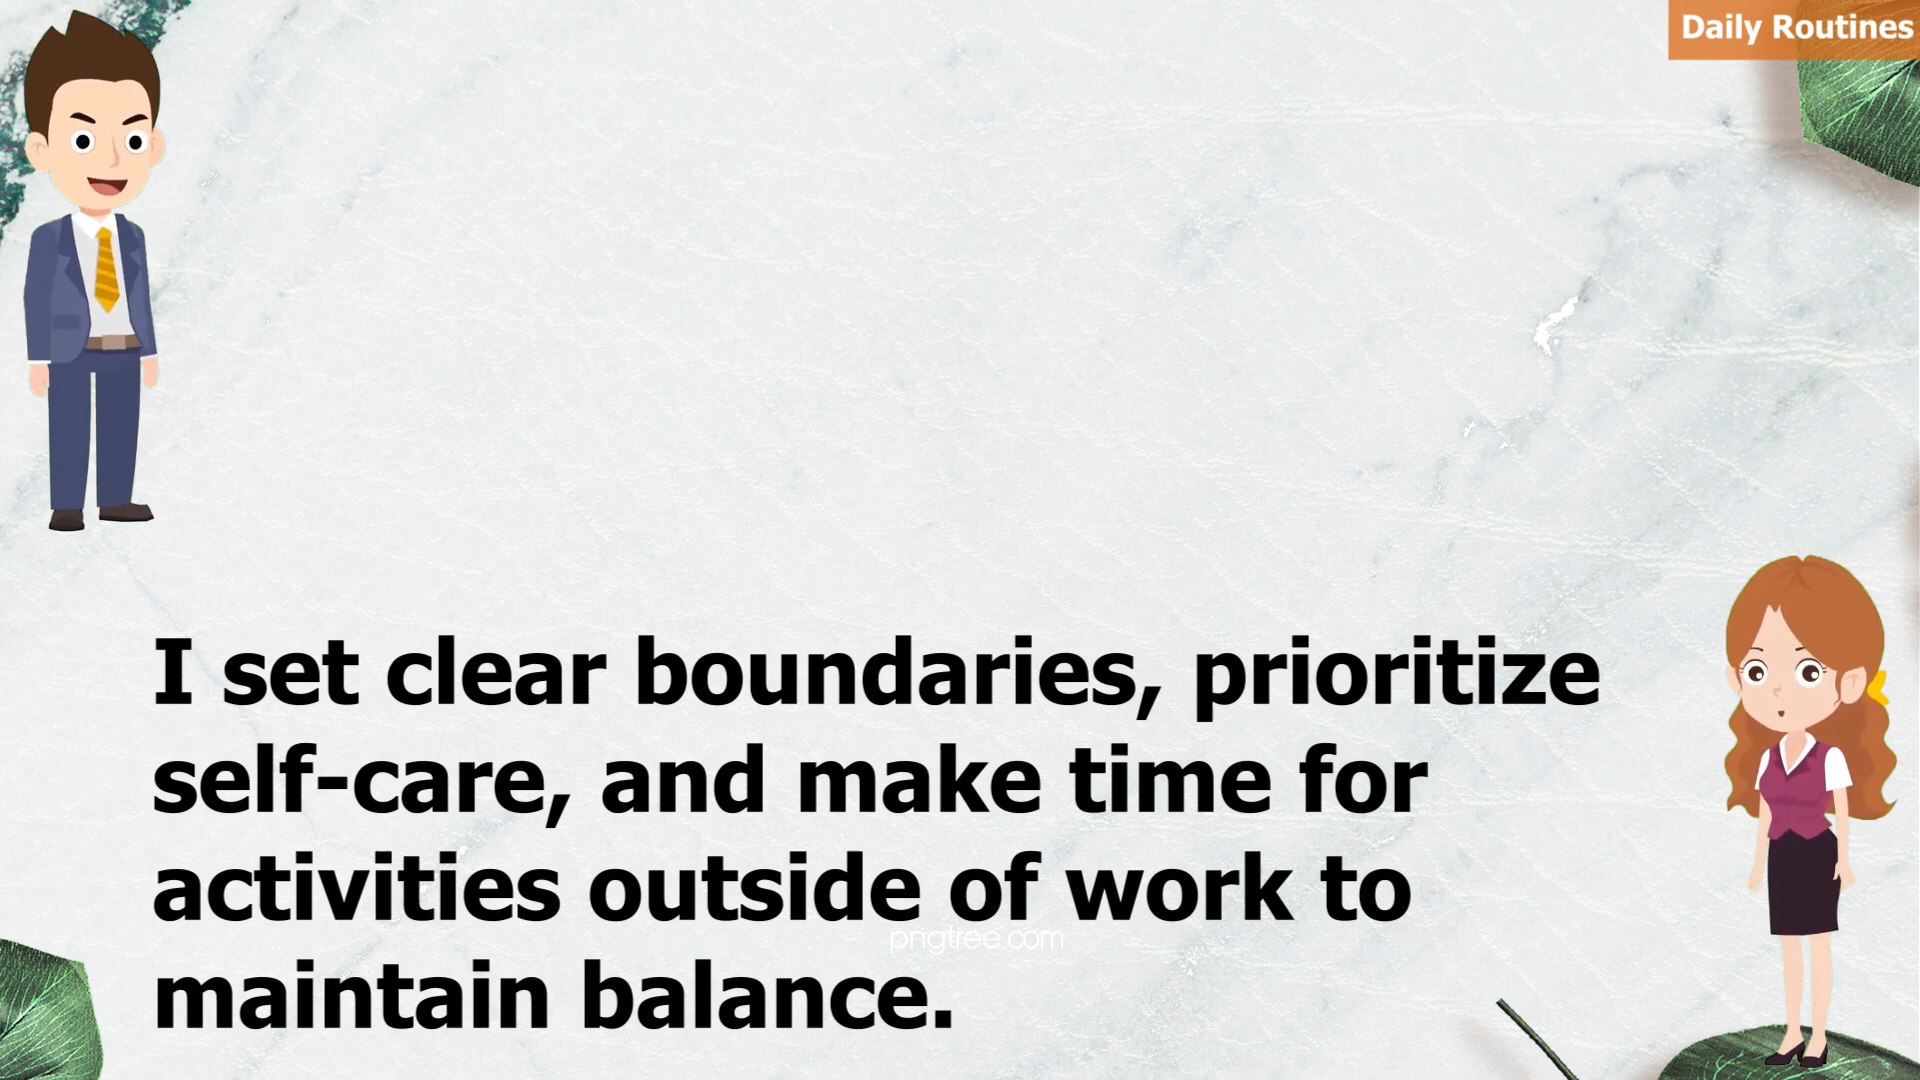 Daily Routines
I set clear boundaries, prioritize
self-care, and make time for
activities outside of work to
pngtree.com
maintain balance.